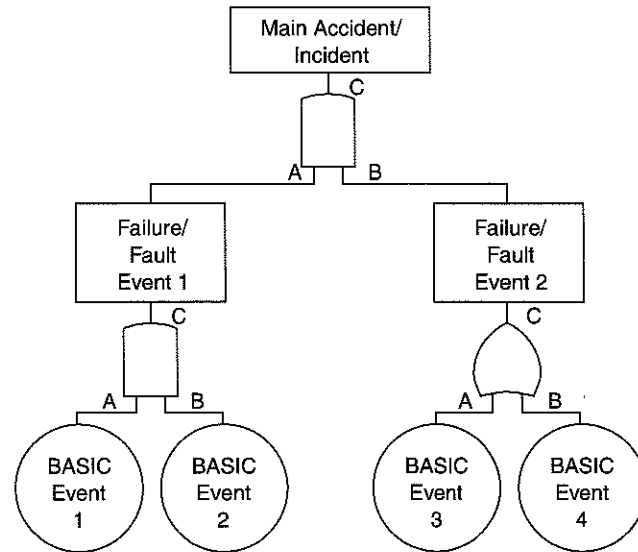 Main Accident/
Incident
C
A
B
Failure/
Fault
Event 1
Failure/
Fault
Event 2
C
C
A
B
A
B
BASIC
Event
1
BASIC
Event
2
BASIC
Event
3
BASIC
Event
4